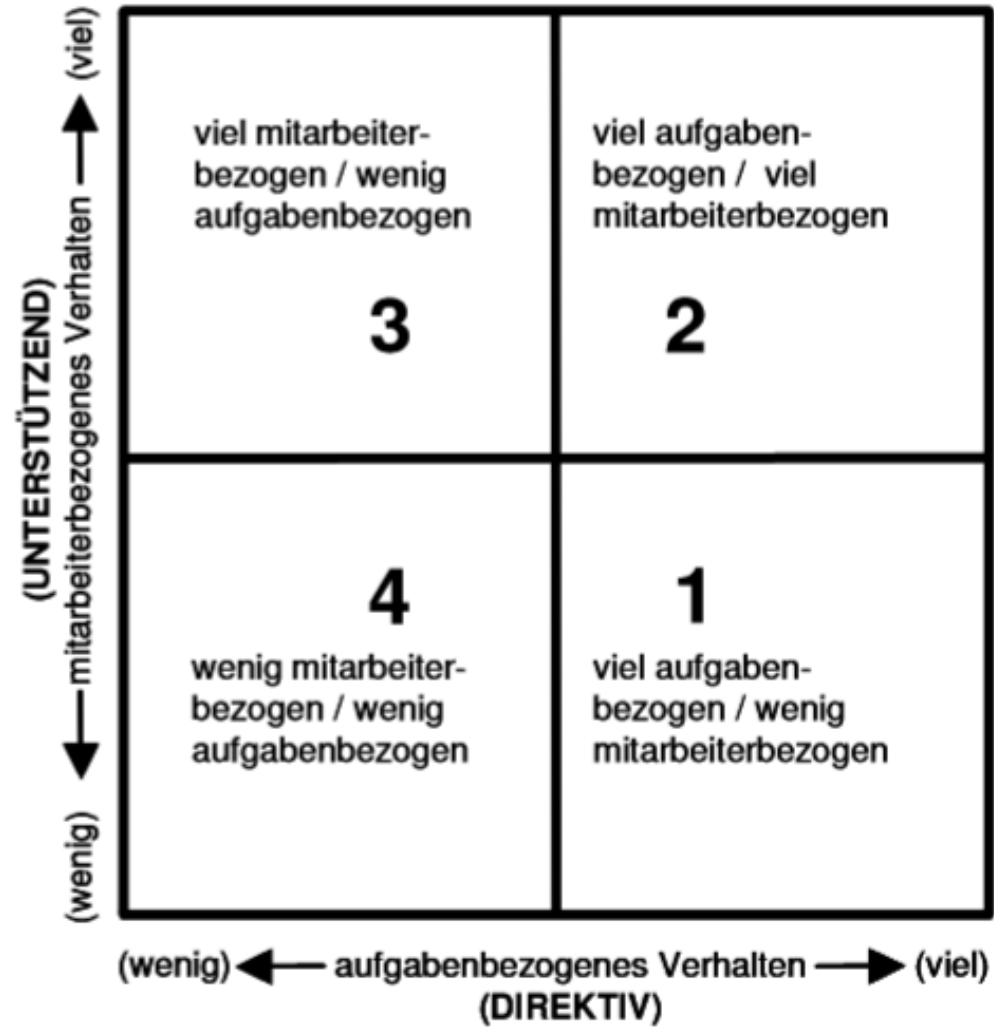 (UNTERSTÜTZEND)
(wenig) mitarbeiterbezogenes Verhalten (viel)
viel mitarbeiter-
bezogen / wenig
aufgabenbezogen
3
viel aufgaben-
bezogen / viel
mitarbeiterbezogen
2
4
wenig mitarbeiter-
bezogen / wenig
aufgabenbezogen
1
viel aufgaben-
bezogen / wenig
mitarbeiterbezogen
(wenig) aufgabenbezogenes Verhalten (viel)
(DIREKTIV)